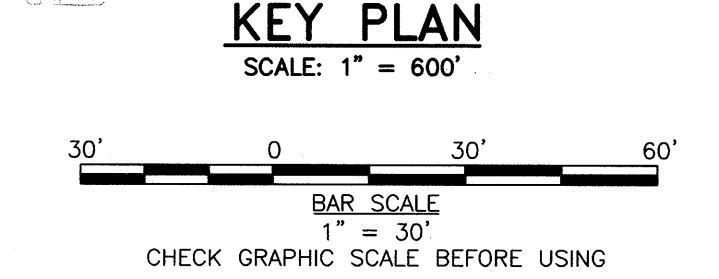 KEY PLAN
SCALE: 1" = 600'
30' 0 30' 60'
BAR SCALE
1" = 30'
CHECK GRAPHIC SCALE BEFORE USING